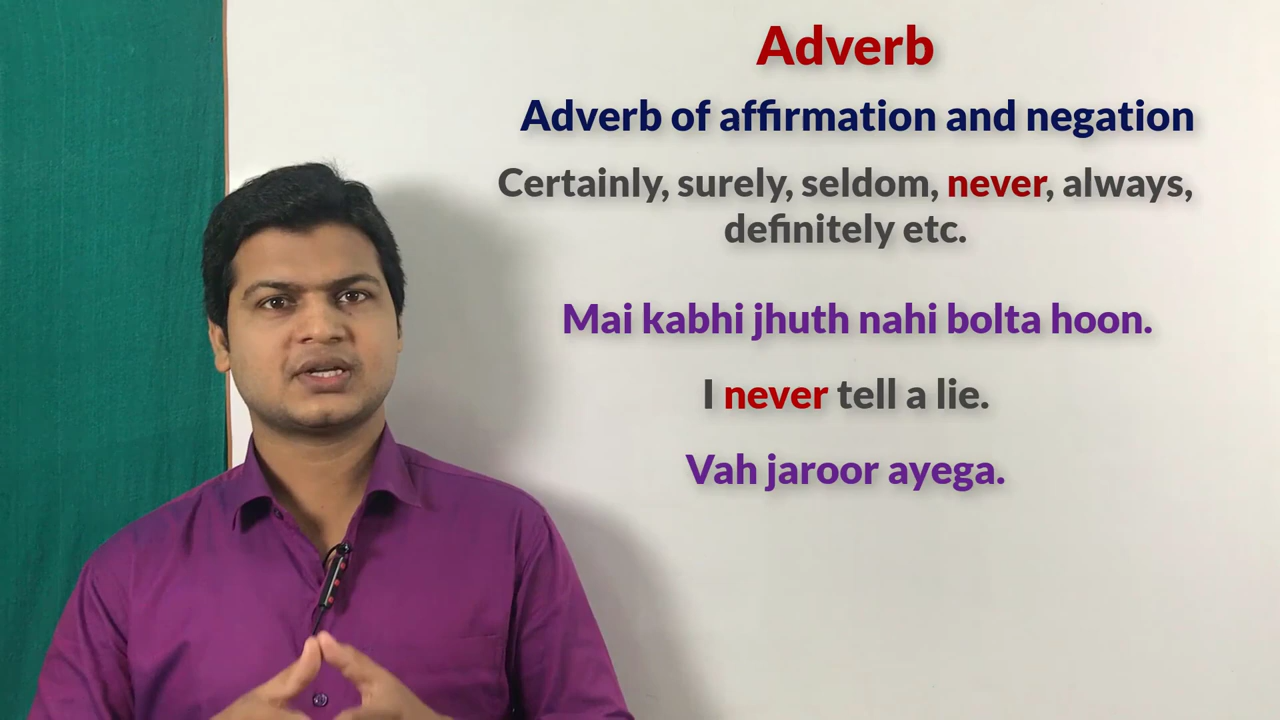 Adverb
Adverb of affirmation and negation
Certainly, surely, seldom, never, always,
definitely etc.
Mai kabhi jhuth nahi bolta hoon.
I never tell a lie.
Vah jaroor ayega.